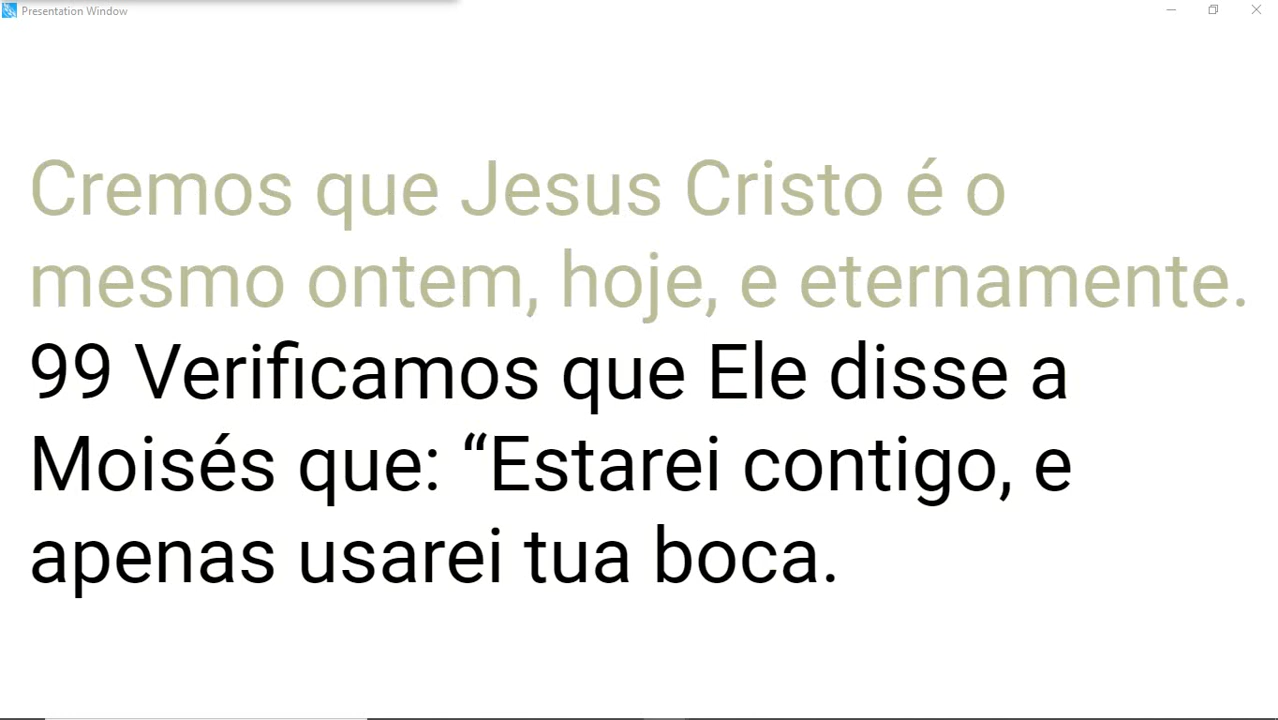 Presentation Window
Cremos que Jesus Cristo é o
mesmo ontem, hoje, e eternamente.
99 Verificamos que Ele disse a
Moisés que: “Estarei contigo, e
apenas usarei tua boca.